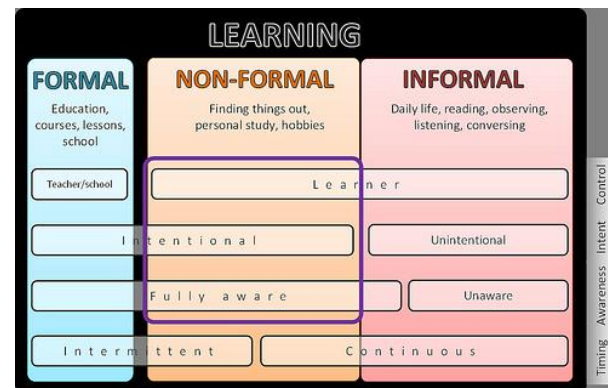 LEARNING
FORMAL
Education,
courses, lessons,
school
NON-FORMAL
Finding things out,
personal study, hobbies
INFORMAL
Daily life, reading, observing,
listening, conversing
Teacher/school
Learner
Control
Intentional
Unintentional
Intent
Fully aware
Unaware
Awareness
Intermittent
Continuous
Timing